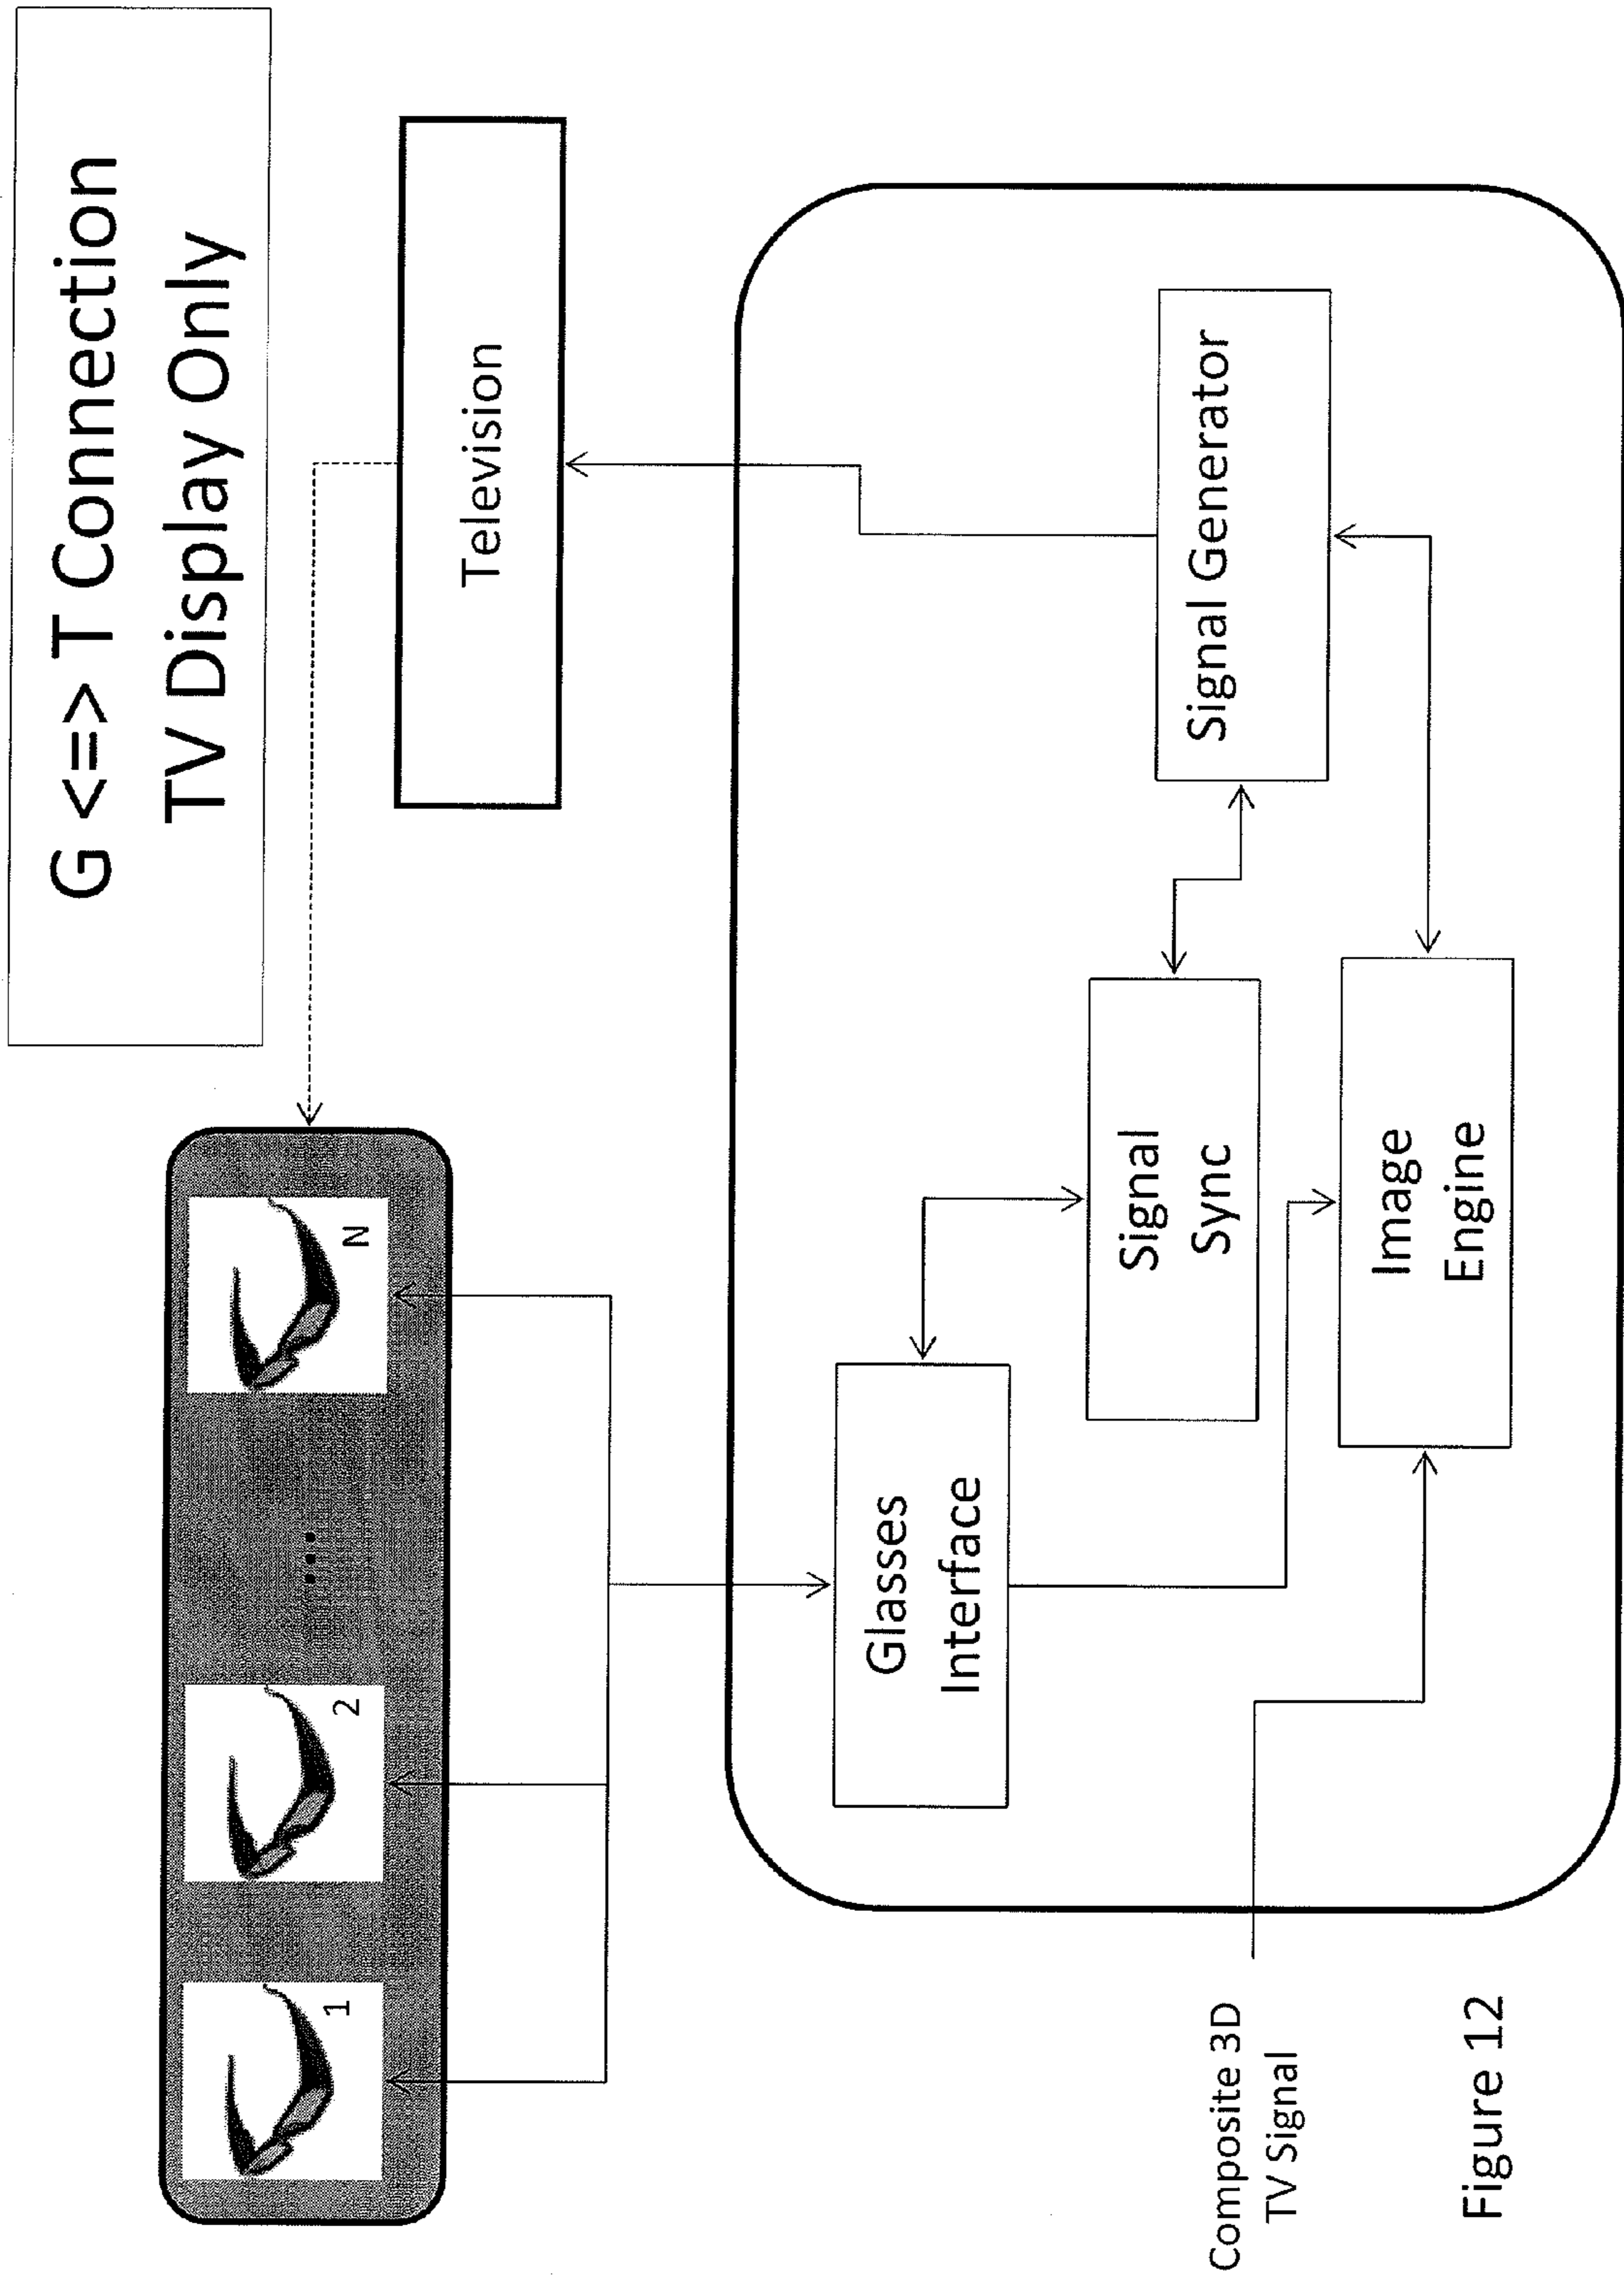 G <=> T Connection
TV Display Only
1
2
...
N
Television
Glasses
Interface
Signal
Sync
Signal Generator
Image
Engine
Composite 3D
TV Signal
Figure 12